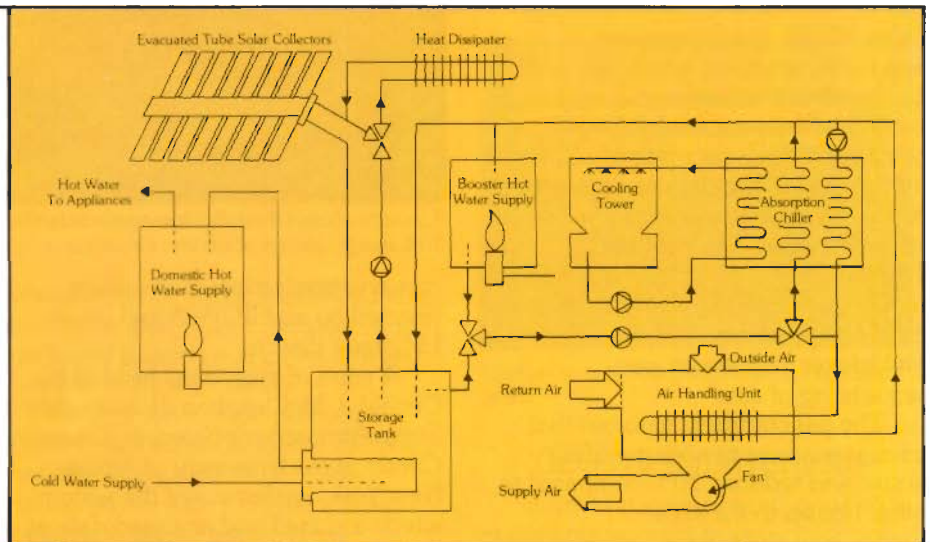 Evacuated Tube Solar Collectors
Heat Dissipater
Hot Water
To Appliances
Domestic Hot
Water Supply
Booster Hot
Water Supply
Cooling
Tower
Absorption
Chiller
Outside Air
Return Air
Air Handling Unit
Storage
Tank
Cold Water Supply
Supply Air
Fan